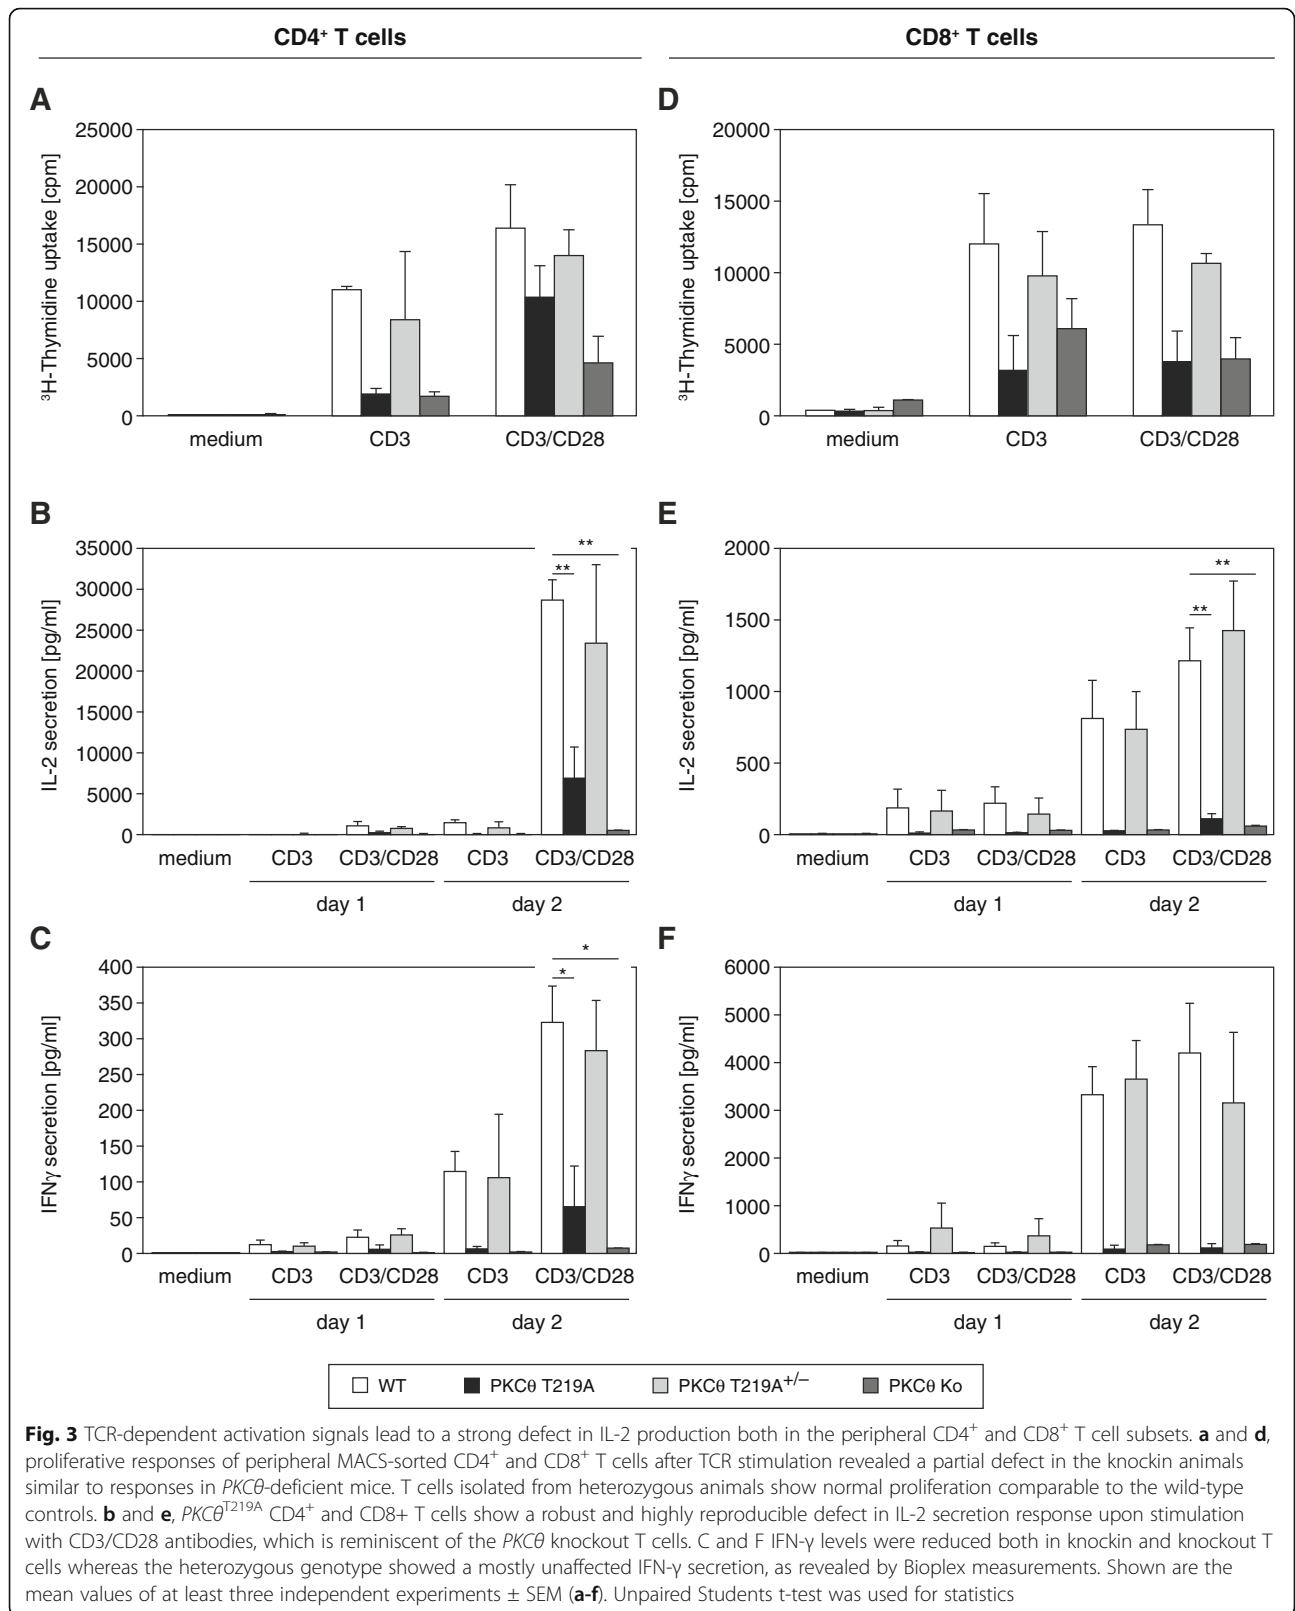 CD4⁺ T cells
CD8⁺ T cells
A
³H-Thymidine uptake [cpm]
25000
20000
15000
10000
5000
0
medium CD3 CD3/CD28
D
³H-Thymidine uptake [cpm]
20000
15000
10000
5000
0
medium CD3 CD3/CD28
B
IL-2 secretion [pg/ml]
35000
30000
25000
20000
15000
10000
5000
0
**
**
medium CD3 CD3/CD28 CD3 CD3/CD28
day 1 day 2
E
IL-2 secretion [pg/ml]
2000
1500
1000
500
0
**
**
medium CD3 CD3/CD28 CD3 CD3/CD28
day 1 day 2
C
IFNγ secretion [pg/ml]
400
350
300
250
200
150
100
50
0
*
*
medium CD3 CD3/CD28 CD3 CD3/CD28
day 1 day 2
F
IFNγ secretion [pg/ml]
6000
5000
4000
3000
2000
1000
0
medium CD3 CD3/CD28 CD3 CD3/CD28
day 1 day 2
WT PKCθ T219A PKCθ T219A⁺/⁻ PKCθ Ko
Fig. 3 TCR-dependent activation signals lead to a strong defect in IL-2 production both in the peripheral CD4⁺ and CD8⁺ T cell subsets. a and d,
proliferative responses of peripheral MACS-sorted CD4⁺ and CD8⁺ T cells after TCR stimulation revealed a partial defect in the knockin animals
similar to responses in PKCθ-deficient mice. T cells isolated from heterozygous animals show normal proliferation comparable to the wild-type
controls. b and e, PKCθᵀ²¹⁹ᴬ CD4⁺ and CD8+ T cells show a robust and highly reproducible defect in IL-2 secretion response upon stimulation
with CD3/CD28 antibodies, which is reminiscent of the PKCθ knockout T cells. C and F IFN-γ levels were reduced both in knockin and knockout T
cells whereas the heterozygous genotype showed a mostly unaffected IFN-γ secretion, as revealed by Bioplex measurements. Shown are the
mean values of at least three independent experiments ± SEM (a-f). Unpaired Students t-test was used for statistics